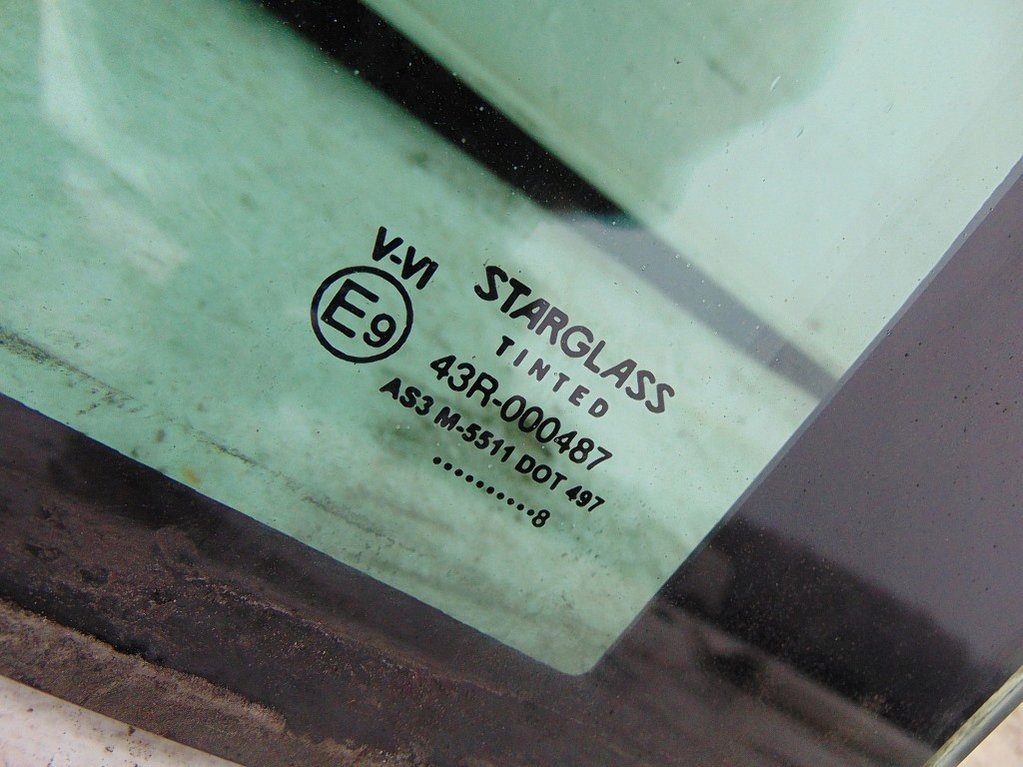 V-VI STARGLASS
TINTED
E9 43R-000487
AS3 M-5511 DOT 497
..........8